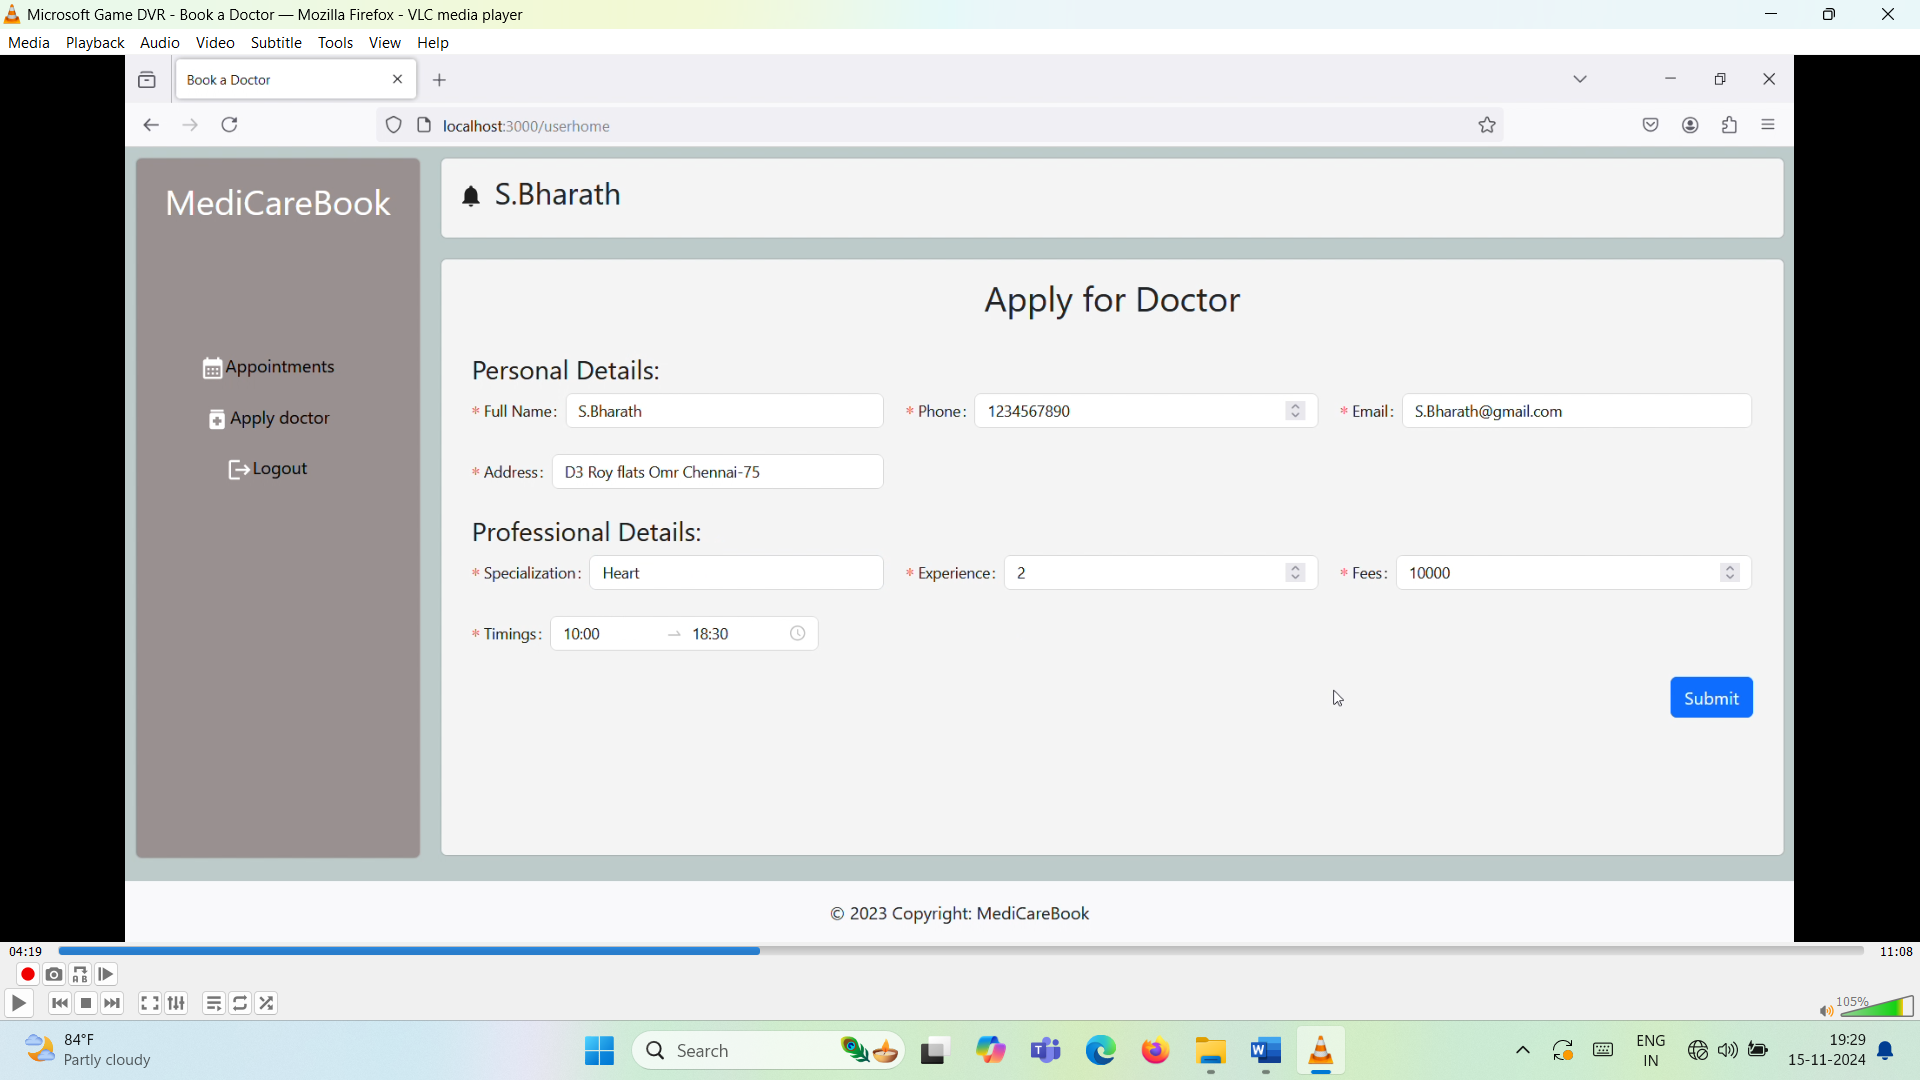 Microsoft Game DVR - Book a Doctor — Mozilla Firefox - VLC media player
Media Playback Audio Video Subtitle Tools View Help
Book a Doctor
localhost:3000/userhome
MediCareBook
S.Bharath
Appointments
Apply doctor
Logout
Apply for Doctor
Personal Details:
* Full Name: S.Bharath * Phone: 1234567890 * Email: S.Bharath@gmail.com
* Address: D3 Roy flats Omr Chennai-75
Professional Details:
* Specialization: Heart * Experience: 2 * Fees: 10000
* Timings: 10:00 → 18:30
Submit
© 2023 Copyright: MediCareBook
04:19 11:08
105%
84°F
Partly cloudy
Search
ENG
IN
19:29
15-11-2024